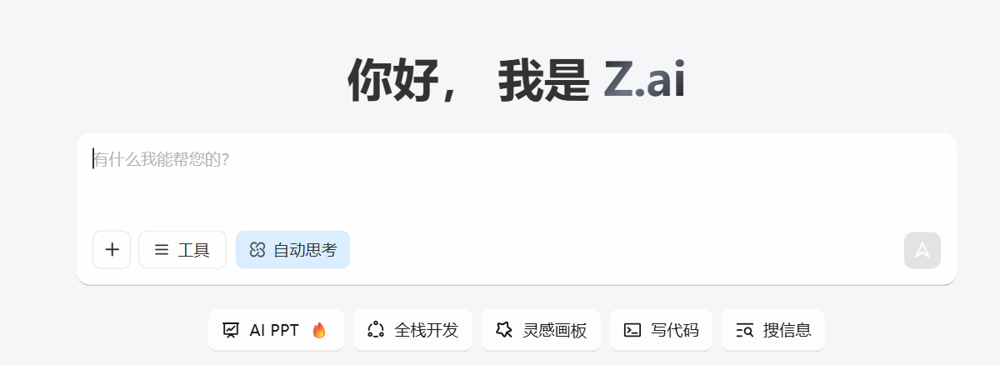 你好， 我是 Z.ai
有什么我能帮您的？
工具 自动思考
AI PPT 全栈开发 灵感画板 写代码 搜信息